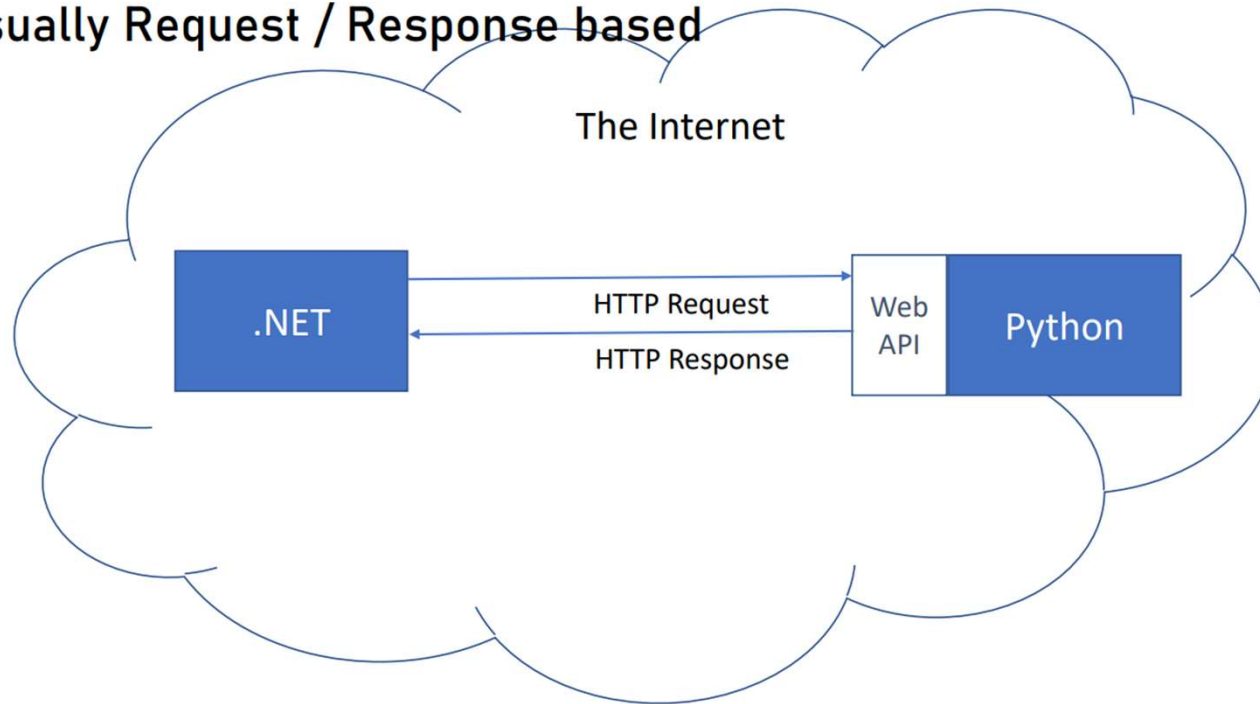 sually Request / Response based
The Internet
.NET
HTTP Request
HTTP Response
Web
API
Python